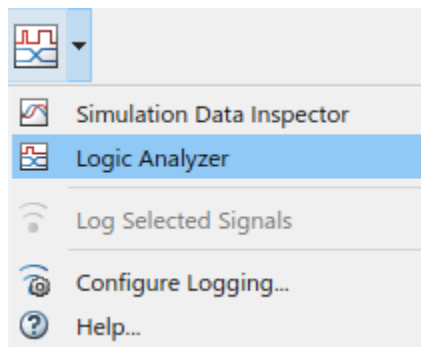 Simulation Data Inspector
Logic Analyzer
Log Selected Signals
Configure Logging...
Help...